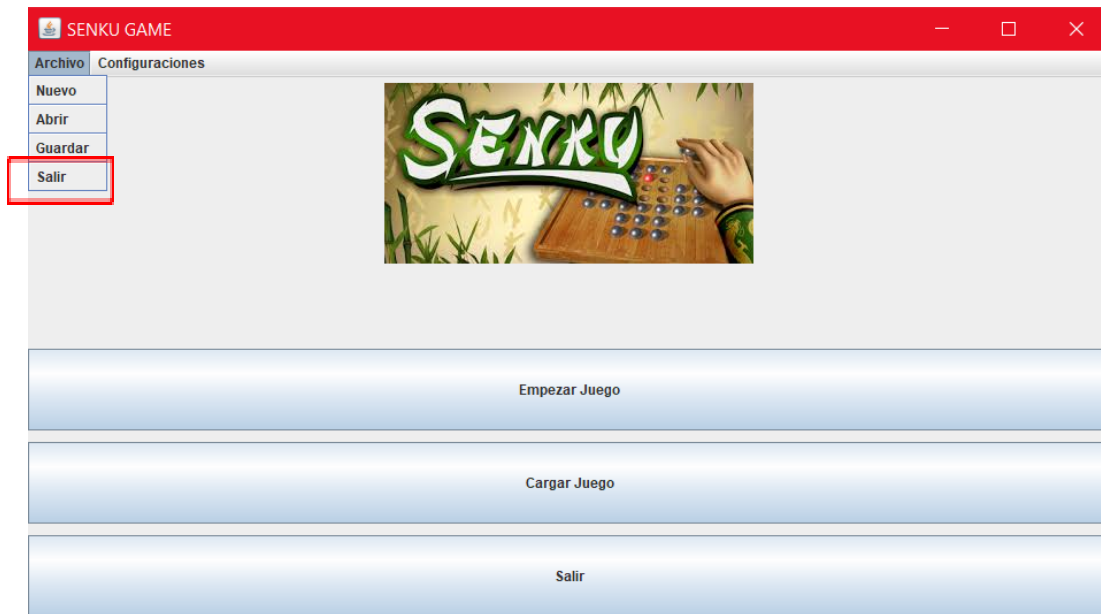 SENKU GAME
Archivo Configuraciones
Nuevo
Abrir
Guardar
Salir
SENKU
Empezar Juego
Cargar Juego
Salir